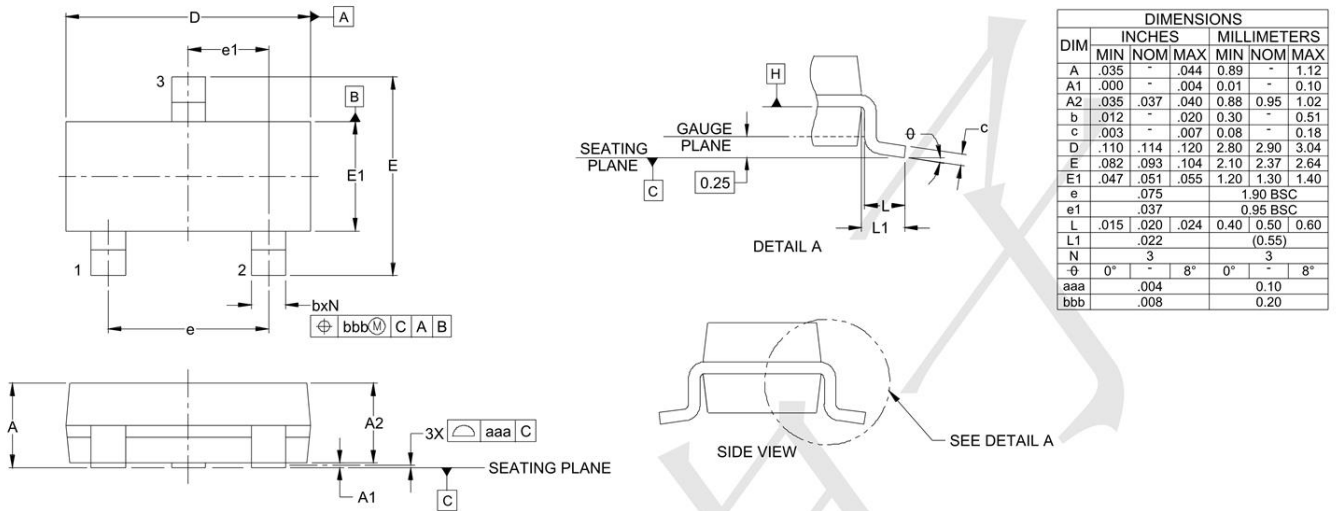 D
A
e1
3
B
E1
E
1
2
bxN
bbbⓂ C A B
e
A
A2
3X aaa C
SEATING PLANE
A1
C
H
GAUGE
PLANE
SEATING
PLANE
C
0.25
θ
c
L
L1
DETAIL A
SIDE VIEW
SEE DETAIL A
DIMENSIONS
DIM INCHES MILLIMETERS
MIN NOM MAX MIN NOM MAX
A .035 - .044 0.89 - 1.12
A1 .000 - .004 0.01 - 0.10
A2 .035 .037 .040 0.88 0.95 1.02
b .012 - .020 0.30 - 0.51
c .003 - .007 0.08 - 0.18
D .110 .114 .120 2.80 2.90 3.04
E .082 .093 .104 2.10 2.37 2.64
E1 .047 .051 .055 1.20 1.30 1.40
e .075 1.90 BSC
e1 .037 0.95 BSC
L .015 .020 .024 0.40 0.50 0.60
L1 .022 (0.55)
N 3 3
θ 0° - 8° 0° - 8°
aaa .004 0.10
bbb .008 0.20